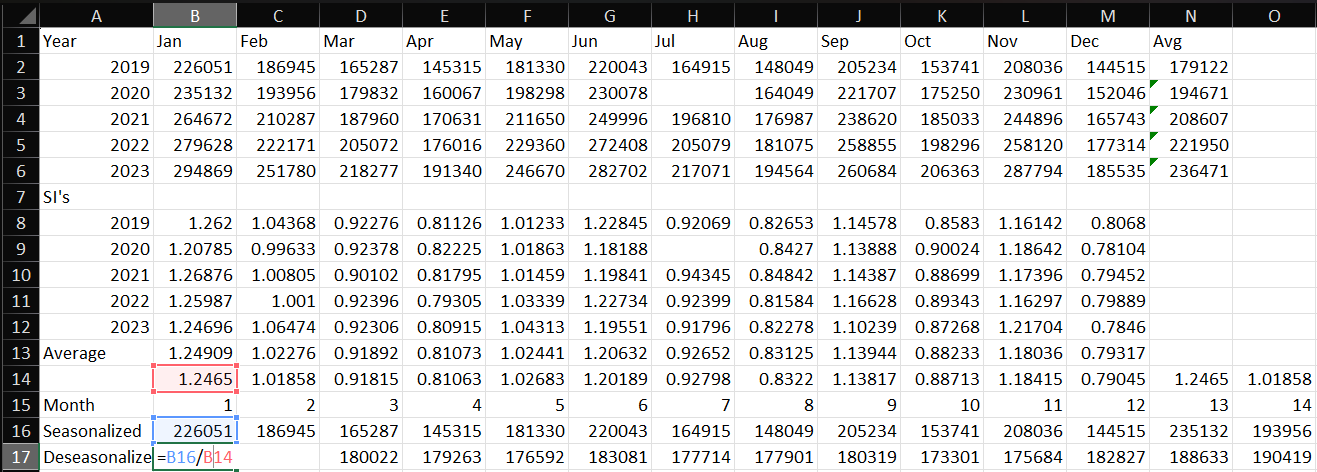 A B C D E F G H I J K L M N O
1 Year Jan Feb Mar Apr May Jun Jul Aug Sep Oct Nov Dec Avg
2 2019 226051 186945 165287 145315 181330 220043 164915 148049 205234 153741 208036 144515 179122
3 2020 235132 193956 179832 160067 198298 230078 164049 221707 175250 230961 152046 194671
4 2021 264672 210287 187960 170631 211650 249996 196810 176987 238620 185033 244896 165743 208607
5 2022 279628 222171 205072 176016 229360 272408 205079 181075 258855 198296 258120 177314 221950
6 2023 294869 251780 218277 191340 246670 282702 217071 194564 260684 206363 287794 185535 236471
7 SI's
8 2019 1.262 1.04368 0.92276 0.81126 1.01233 1.22845 0.92069 0.82653 1.14578 0.8583 1.16142 0.8068
9 2020 1.20785 0.99633 0.92378 0.82225 1.01863 1.18188 0.8427 1.13888 0.90024 1.18642 0.78104
10 2021 1.26876 1.00805 0.90102 0.81795 1.01459 1.19841 0.94345 0.84842 1.14387 0.88699 1.17396 0.79452
11 2022 1.25987 1.001 0.92396 0.79305 1.03339 1.22734 0.92399 0.81584 1.16628 0.89343 1.16297 0.79889
12 2023 1.24696 1.06474 0.92306 0.80915 1.04313 1.19551 0.91796 0.82278 1.10239 0.87268 1.21704 0.7846
13 Average 1.24909 1.02276 0.91892 0.81073 1.02441 1.20632 0.92652 0.83125 1.13944 0.88233 1.18036 0.79317
14 1.2465 1.01858 0.91815 0.81063 1.02683 1.20189 0.92798 0.8322 1.13817 0.88713 1.18415 0.79045 1.2465 1.01858
15 Month 1 2 3 4 5 6 7 8 9 10 11 12 13 14
16 Seasonalized 226051 186945 165287 145315 181330 220043 164915 148049 205234 153741 208036 144515 235132 193956
17 Deseasonalize =B16/B14 180022 179263 176592 183081 177714 177901 180319 173301 175684 182827 188633 190419